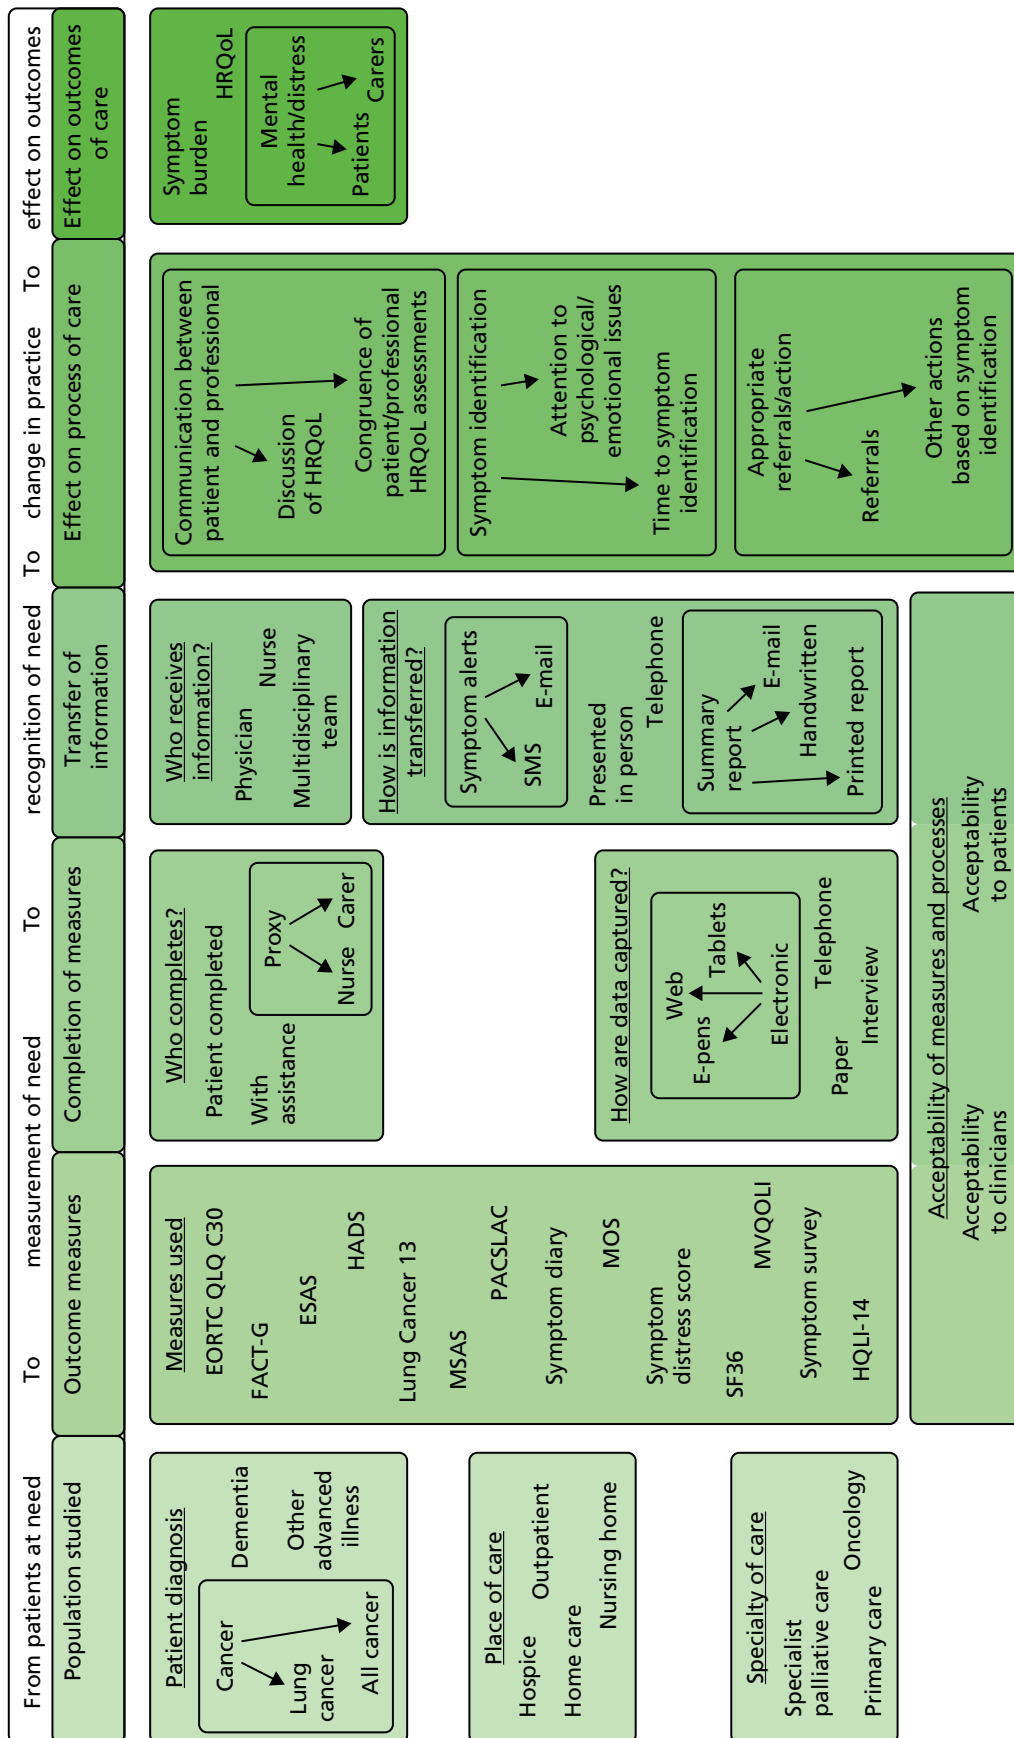 From patients at need
To
measurement of need
To
recognition of need
To
change in practice
To
effect on outcomes
Population studied
Outcome measures
Completion of measures
Transfer of
information
Effect on process of care
Effect on outcomes
of care
Patient diagnosis
Cancer
Lung
cancer
All cancer
Dementia
Other
advanced
illness
Place of care
Hospice
Outpatient
Home care
Nursing home
Specialty of care
Specialist
palliative care
Oncology
Primary care
Measures used
EORTC QLQ C30
FACT-G
ESAS
HADS
Lung Cancer 13
MSAS
PACSLAC
Symptom diary
MOS
Symptom
distress score
SF36
MVQOLI
Symptom survey
HQLI-14
Who completes?
Patient completed
With
assistance
Proxy
Nurse
Carer
How are data captured?
E-pens
Web
Tablets
Electronic
Paper
Telephone
Interview
Who receives
information?
Physician
Nurse
Multidisciplinary
team
How is information
transferred?
Symptom alerts
SMS
E-mail
Presented
in person
Telephone
Summary
report
E-mail
Handwritten
Printed report
Acceptability of measures and processes
Acceptability
to clinicians
Acceptability
to patients
Communication between
patient and professional
Discussion
of HRQoL
Congruence of
patient/professional
HRQoL assessments
Symptom identification
Attention to
psychological/
emotional issues
Time to symptom
identification
Appropriate
referrals/action
Referrals
Other actions
based on symptom
identification
Symptom
burden
HRQoL
Mental
health/distress
Patients
Carers